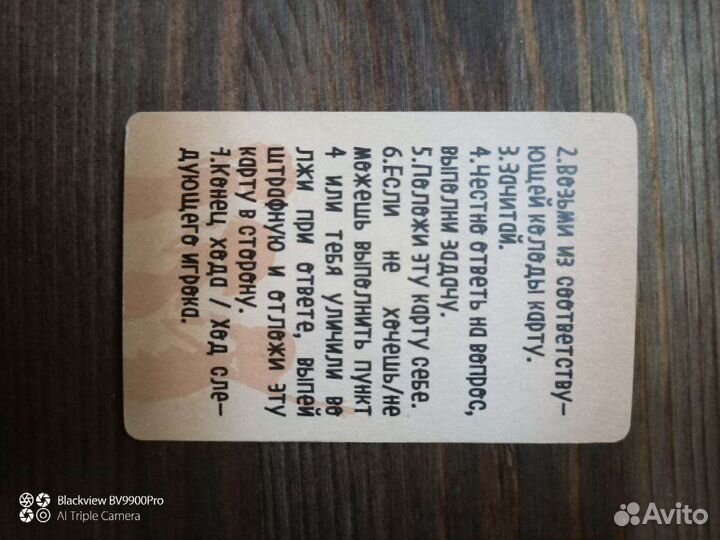 2.Возьми из соответству-
ющей колоды карту.
3.Зачитай.
4.Честно ответь на вопрос,
выполни задачу.
5.Положи эту карту себе.
6.Если не хочешь/не
можешь выполнить пункт
4 или тебя уличили во
лжи при ответе, выпей
штрафную и отложи эту
карту в сторону.
7.Конец хода / Ход сле-
дующего игрока.
Blackview BV9900Pro
AI Triple Camera
Avito